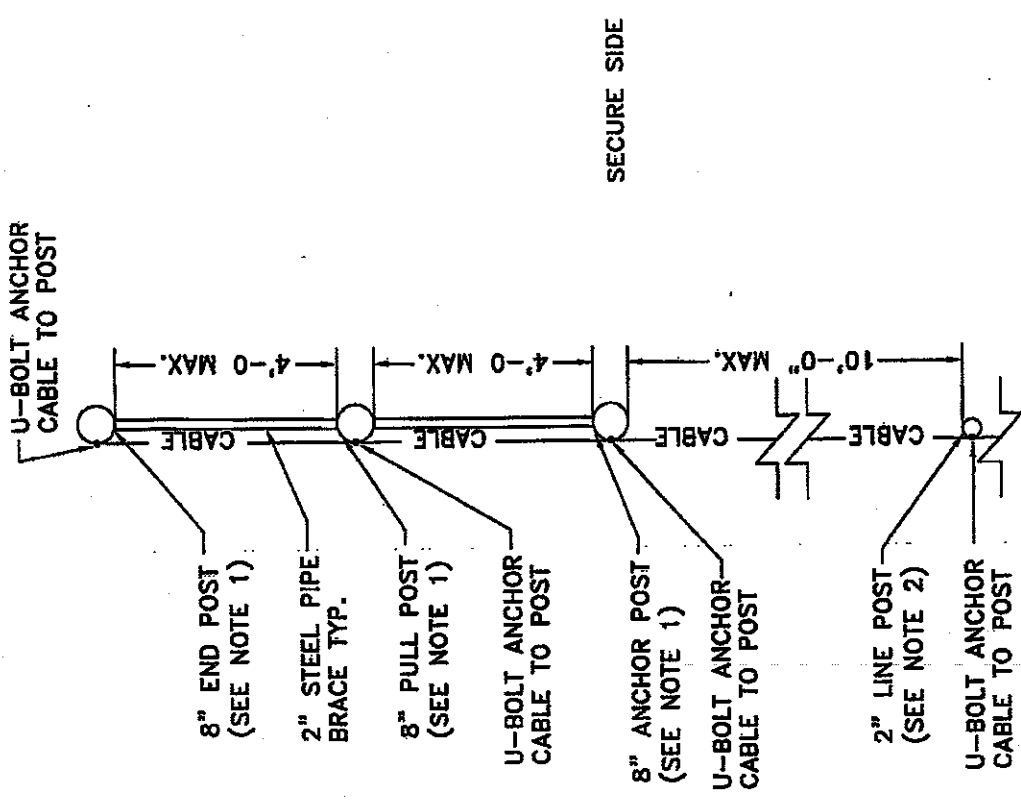 U-BOLT ANCHOR
CABLE TO POST
8" END POST
(SEE NOTE 1)
2" STEEL PIPE
BRACE TYP.
8" PULL POST
(SEE NOTE 1)
U-BOLT ANCHOR
CABLE TO POST
8" ANCHOR POST
(SEE NOTE 1)
U-BOLT ANCHOR
CABLE TO POST
2" LINE POST
(SEE NOTE 2)
U-BOLT ANCHOR
CABLE TO POST
CABLE
CABLE
CABLE
CABLE
4'-0 MAX.
4'-0 MAX.
10'-0" MAX.
SECURE SIDE